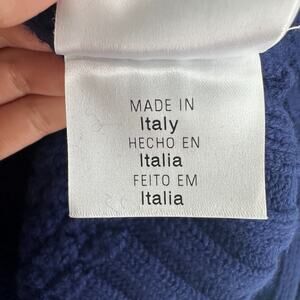 MADE IN
Italy
HECHO EN
Italia
FEITO EM
Italia